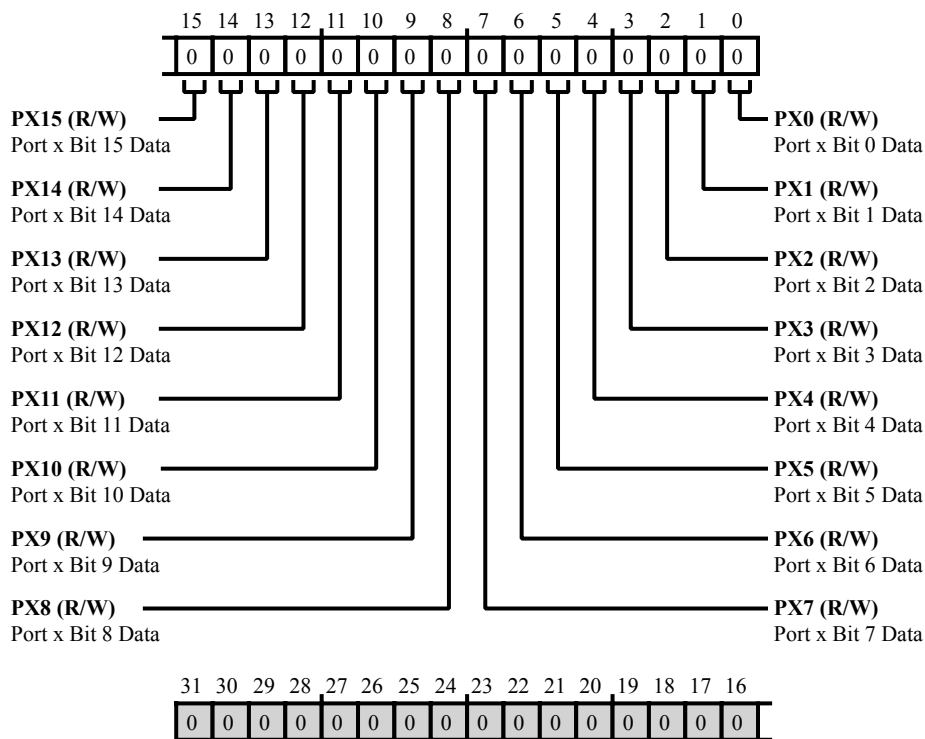 15 14 13 12 11 10 9 8 7 6 5 4 3 2 1 0
0 0 0 0 0 0 0 0 0 0 0 0 0 0 0 0
PX15 (R/W)
Port x Bit 15 Data
PX0 (R/W)
Port x Bit 0 Data
PX14 (R/W)
Port x Bit 14 Data
PX1 (R/W)
Port x Bit 1 Data
PX13 (R/W)
Port x Bit 13 Data
PX2 (R/W)
Port x Bit 2 Data
PX12 (R/W)
Port x Bit 12 Data
PX3 (R/W)
Port x Bit 3 Data
PX11 (R/W)
Port x Bit 11 Data
PX4 (R/W)
Port x Bit 4 Data
PX10 (R/W)
Port x Bit 10 Data
PX5 (R/W)
Port x Bit 5 Data
PX9 (R/W)
Port x Bit 9 Data
PX6 (R/W)
Port x Bit 6 Data
PX8 (R/W)
Port x Bit 8 Data
PX7 (R/W)
Port x Bit 7 Data
31 30 29 28 27 26 25 24 23 22 21 20 19 18 17 16
0 0 0 0 0 0 0 0 0 0 0 0 0 0 0 0